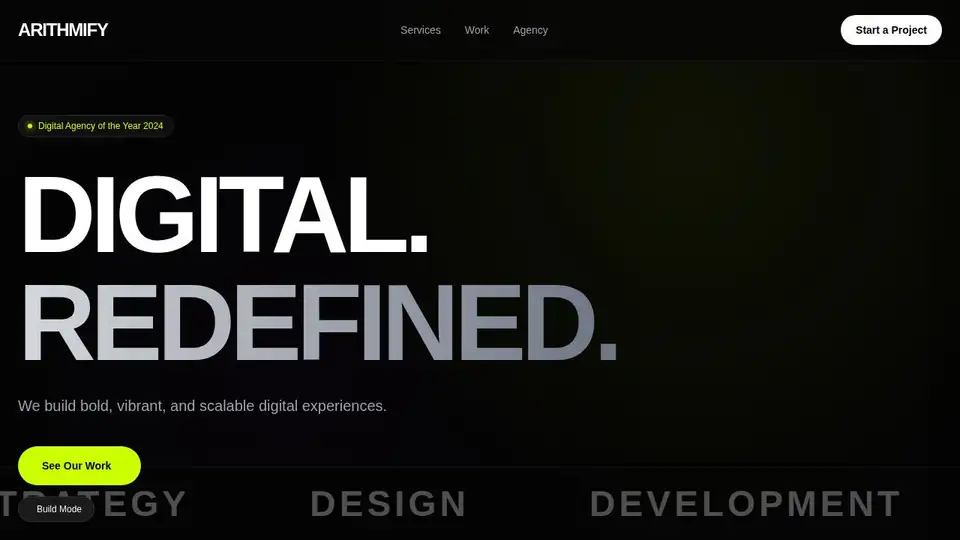 ARITHMIFY
Services
Work
Agency
Start a Project
Digital Agency of the Year 2024
DIGITAL.
REDEFINED.
We build bold, vibrant, and scalable digital experiences.
See Our Work
TRATEGY DESIGN DEVELOPMENT
Build Mode